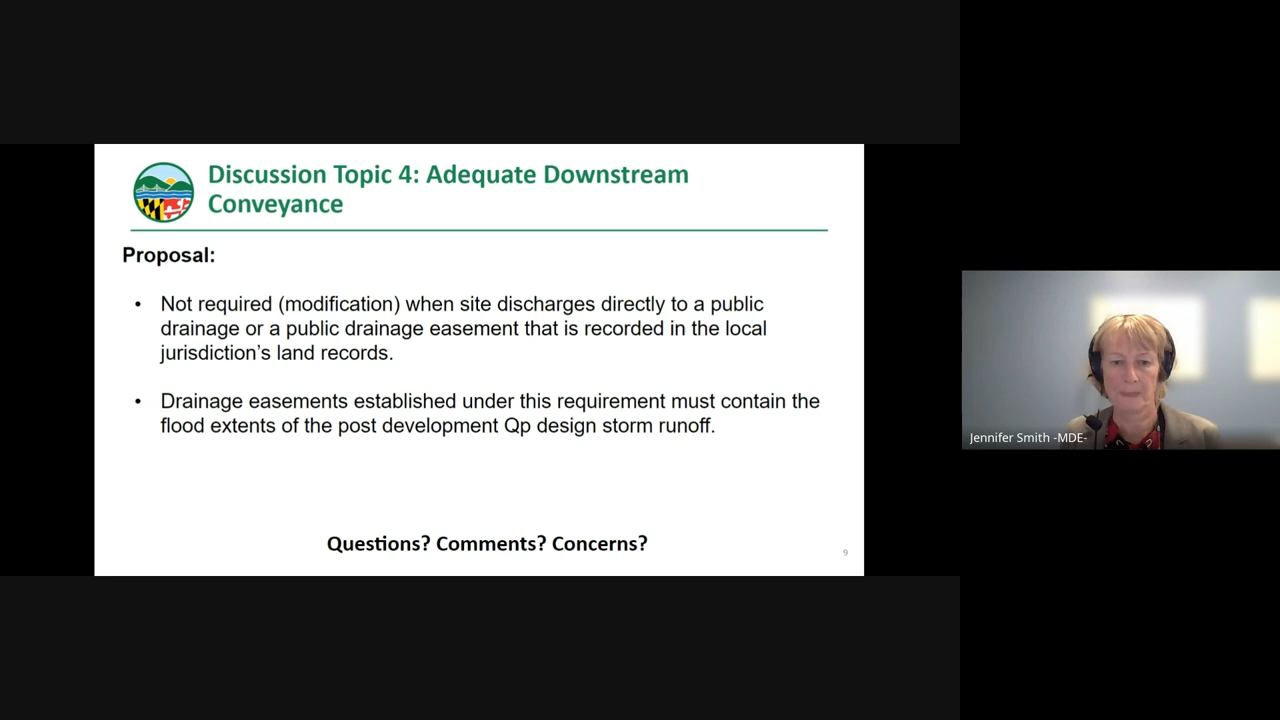 Discussion Topic 4: Adequate Downstream
Conveyance
Proposal:
• Not required (modification) when site discharges directly to a public
drainage or a public drainage easement that is recorded in the local
jurisdiction’s land records.
• Drainage easements established under this requirement must contain the
flood extents of the post development Qp design storm runoff.
Questions? Comments? Concerns?
9
Jennifer Smith -MDE-